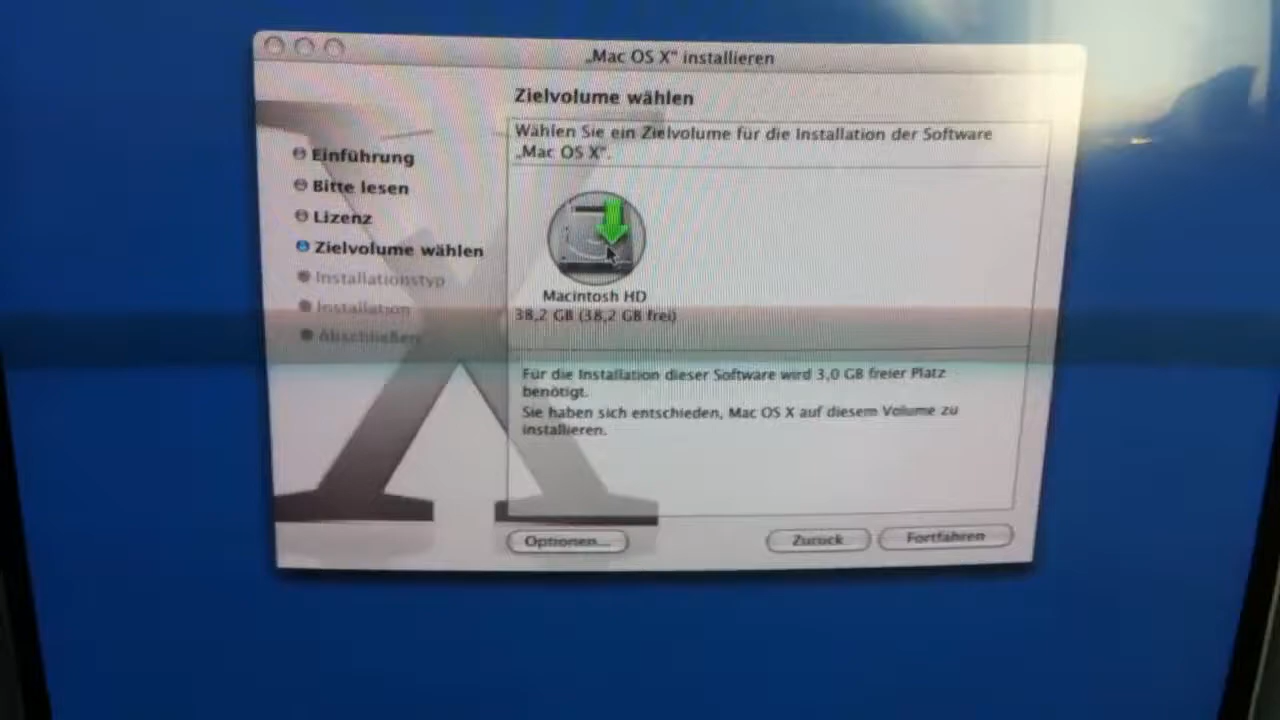 „Mac OS X" installieren
Zielvolume wählen
Wählen Sie ein Zielvolume für die Installation der Software
„Mac OS X".
Einführung
Bitte lesen
Lizenz
Zielvolume wählen
Installationstyp
Installation
Abschließen
Macintosh HD
38,2 GB (38,2 GB frei)
Für die Installation dieser Software wird 3,0 GB freier Platz
benötigt.
Sie haben sich entschieden, Mac OS X auf diesem Volume zu
installieren.
Optionen...
Zurück
Fortfahren